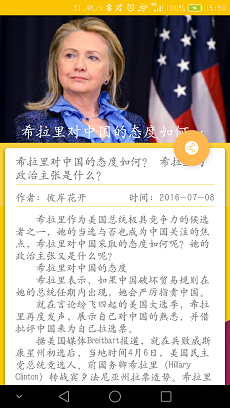 31.4K/s 100% 15:59
希拉里对中国的态度如何…
希拉里对中国的态度如何? 希拉里的
政治主张是什么?
作者：彼岸花开 时间：2016-07-08
希拉里作为美国总统极具竞争力的候选
者之一，她的当选与否也成为中国关注的焦
点，希拉里对中国采取的态度如何呢? 她的
政治主张又是什么呢?
希拉里对中国的态度
希拉里表示，如果中国破坏贸易规则在
她的总统任期内出现，她会严厉指责中国。
就在言论纷飞四起的美国大选季，希拉
里再度发声，展示自己对中国的熟悉，并借
批评中国来为自己拉选票。
据美国媒体Breitbart报道，就在兵败威斯
康星州初选后，当地时间4月6日，美国民主
党总统竞选人、前国务卿希拉里（Hillary
Clinton）转战宾夕法尼亚州拉票造势。希拉里